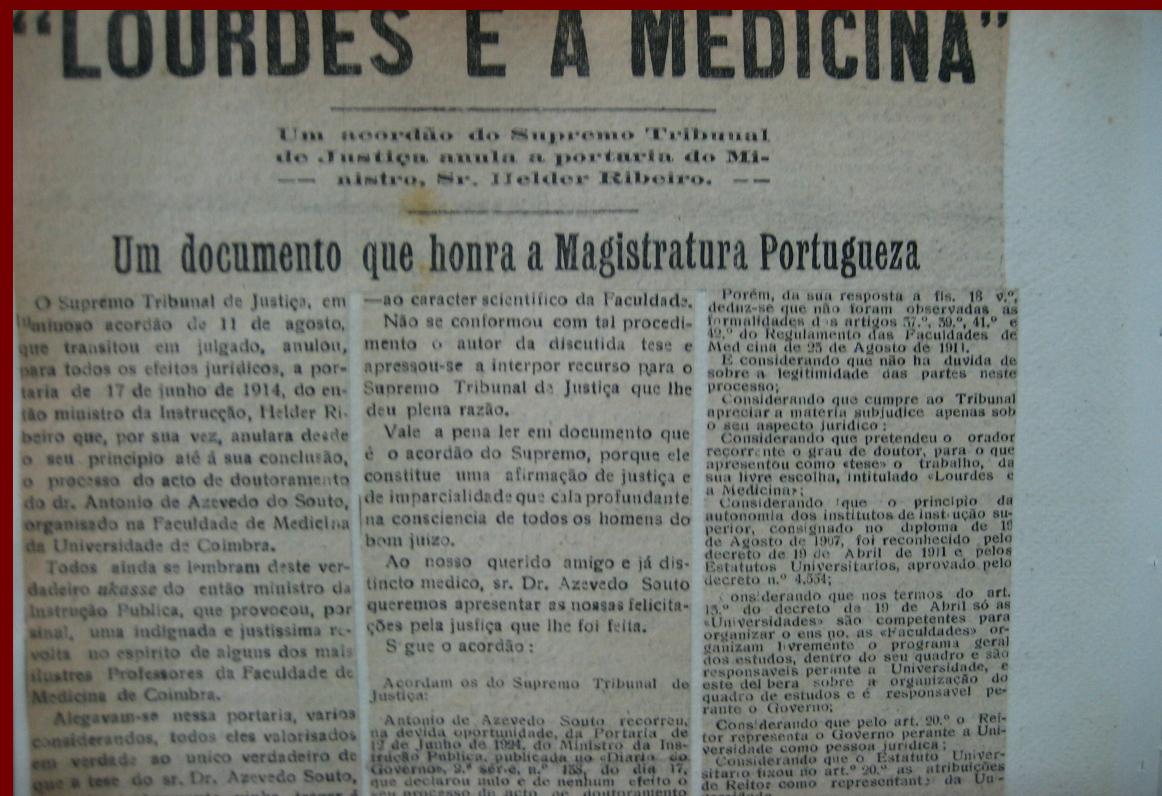 “LOURDES E A MEDICINA”
Um acordão do Supremo Tribunal
de Justiça anula a portaria do Mi-
—— nistro, Sr. Helder Ribeiro. ——
Um documento que honra a Magistratura Portugueza
O Supremo Tribunal de Justiça, em
luminoso acordão de 11 de agosto,
que transitou em julgado, anulou,
para todos os efeitos jurídicos, a por-
taria de 17 de junho de 1914, do en-
tão ministro da Instrucção, Helder Ri-
beiro que, por sua vez, anulara desde
o seu principio até á sua conclusão,
o processo do acto de doutoramento
do dr. Antonio de Azevedo do Souto,
organisado na Faculdade de Medicina
da Universidade de Coimbra.
Todos ainda se lembram deste ver-
dadeiro ukasse do então ministro da
Instrução Publica, que provocou, por
sinal, uma indignada e justissima re-
volta no espirito de alguns dos mais
ilustres Professores da Faculdade de
Medicina de Coimbra.
Alegavam-se nessa portaria, varios
considerandos, todos eles valorisados
em verdade ao unico verdadeiro de
que a tese do sr. Dr. Azevedo Souto,
—ao caracter scientifico da Faculdade.
Não se conformou com tal procedi-
mento o autor da discutida tese e
apressou-se a interpor recurso para o
Supremo Tribunal de Justiça que lhe
deu plena razão.
Vale a pena ler em documento que
é o acordão do Supremo, porque ele
constitue uma afirmação de justiça e
de imparcialidade que cala profundante
na consciencia de todos os homens do
bom juizo.
Ao nosso querido amigo e já dis-
tincto medico, sr. Dr. Azevedo Souto
queremos apresentar as nossas felicita-
ções pela justiça que lhe foi feita.
S gue o acordão:
Acordam os do Supremo Tribunal de
Justiça:
Antonio de Azevedo Souto recorreu,
na devida oportunidade, da Portaria de
12 de Junho de 1924, do Ministro da Ins-
trução Publica, publicada no «Diario do
Governo», 2.ª série, n.º 138, do dia 17,
que declarou nulo e de nenhum efeito o
seu processo do acto de doutoramento
Porém, da sua resposta a fls. 18 v.º,
deduz-se que não foram observadas as
formalidades d s artigos 37.º, 39.º, 41.º e
42.º do Regulamento das Faculdades de
Med cina de 25 de Agosto de 1911.
E considerando que não ha duvida de
sobre a legitimidade das partes neste
processo;
Considerando que cumpre ao Tribunal
apreciar a materia subjudice apenas sob
o seu aspecto juridico:
Considerando que pretendeu o orador
recorrente o grau de doutor, para o que
apresentou como «tese» o trabalho, da
sua livre escolha, intitulado «Lourdes e
a Medicina»;
Considerando que o principio da
autonomia dos institutos de inst ução su-
perior, consignado no diploma de 19
de Agosto de 1907, foi reconhecido pelo
decreto de 19 de Abril de 1911 e pelos
Estatutos Universitarios, aprovado pelo
decreto n.º 4.554;
onsiderando que nos termos do art.
15.º do decreto da 19 de Abril só as
«Universidades» são competentes para
organizar o ens no, as «Faculdades» or-
ganizam livremente o programa geral
dos estudos, dentro do seu quadro e são
responsaveis perante a Universidade, e
este del bera sobre a organização do
quadro de estudos e é responsavel pe-
rante o Governo;
Considerando que pelo art. 20.º o Rei-
tor representa o Governo perante a Uni-
versidade como pessoa juridica;
Considerando que o Estatuto Univer-
sitario fixou no art.º 20.º as atribuições
de Reitor como representant: da Un-